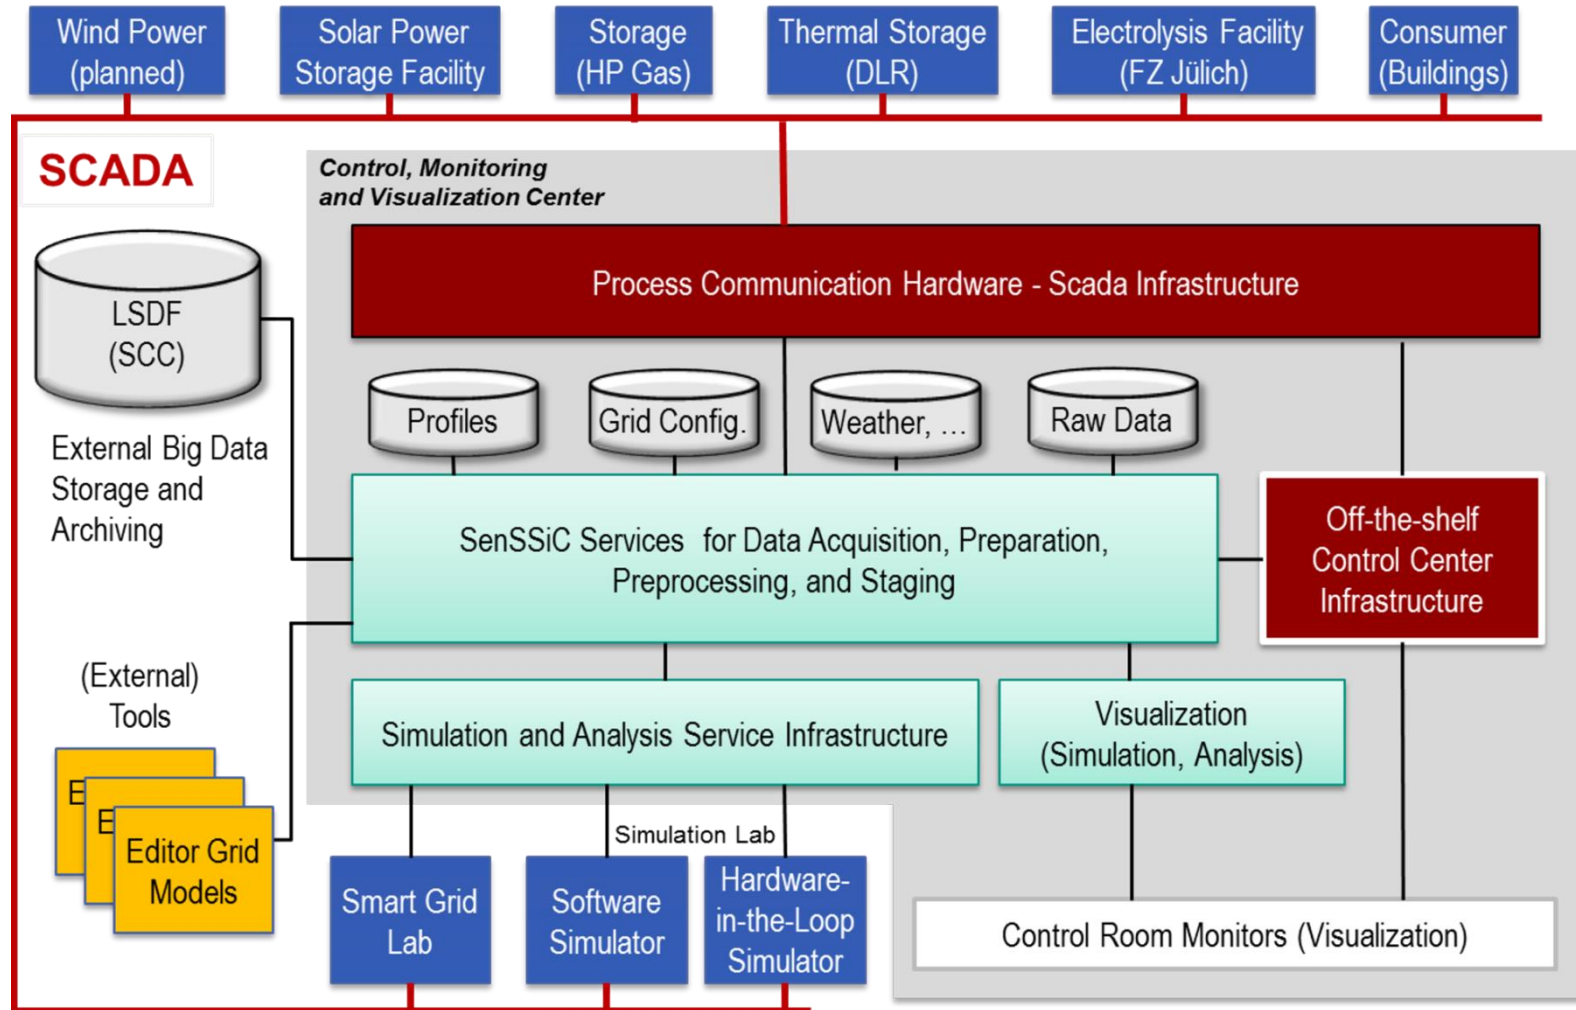 Wind Power
(planned)
Solar Power
Storage Facility
Storage
(HP Gas)
Thermal Storage
(DLR)
Electrolysis Facility
(FZ Jülich)
Consumer
(Buildings)
SCADA
Control, Monitoring
and Visualization Center
Process Communication Hardware - Scada Infrastructure
LSDF
(SCC)
External Big Data
Storage and
Archiving
Profiles
Grid Config.
Weather, ...
Raw Data
SenSSiC Services for Data Acquisition, Preparation,
Preprocessing, and Staging
Off-the-shelf
Control Center
Infrastructure
(External)
Tools
E
E
Editor Grid
Models
Simulation and Analysis Service Infrastructure
Visualization
(Simulation, Analysis)
Simulation Lab
Smart Grid
Lab
Software
Simulator
Hardware-
in-the-Loop
Simulator
Control Room Monitors (Visualization)